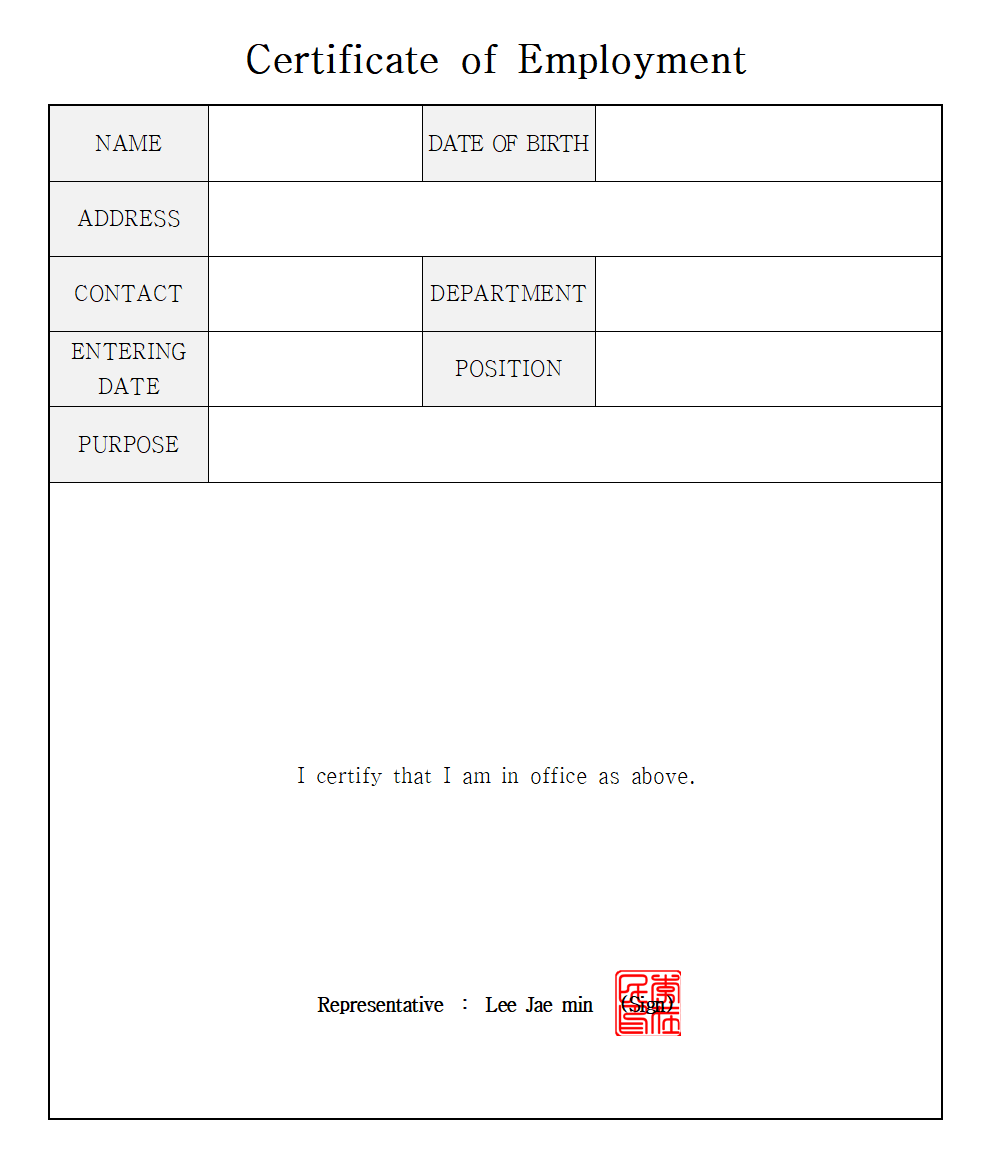 Certificate of Employment
NAME
DATE OF BIRTH
ADDRESS
CONTACT
DEPARTMENT
ENTERING
DATE
POSITION
PURPOSE
I certify that I am in office as above.
Representative : Lee Jae min (Sign)